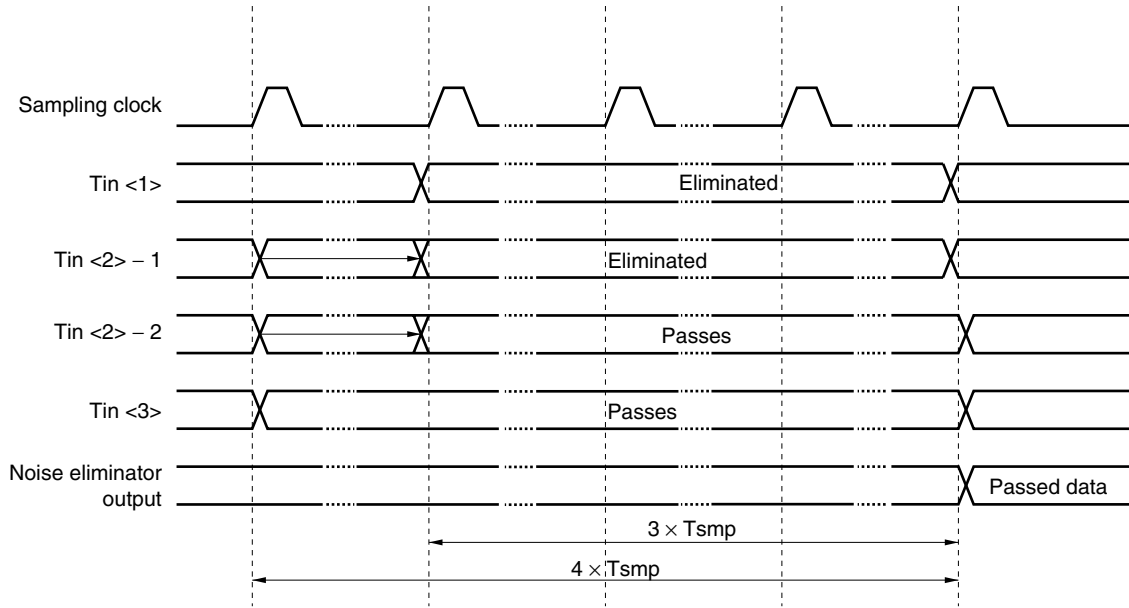 Sampling clock
Tin <1>
Eliminated
Tin <2> – 1
Eliminated
Tin <2> – 2
Passes
Tin <3>
Passes
Noise eliminator
output
Passed data
3 × Tsmp
4 × Tsmp